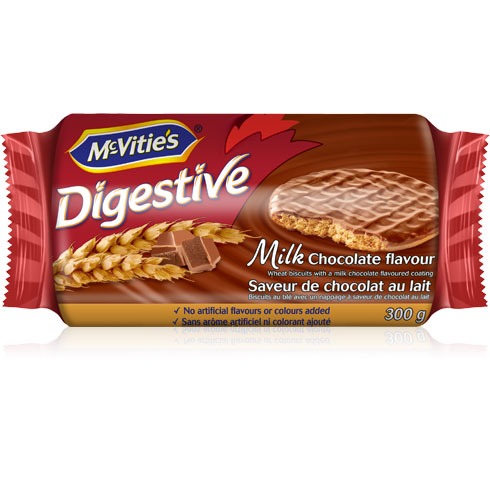 McVitie's ®
Digestive
Milk Chocolate flavour
Wheat biscuits with a milk chocolate flavoured coating
Saveur de chocolat au lait
Biscuits au blé avec un nappage à saveur de chocolat au lait
✓ No artificial flavours or colours added
✓ Sans arôme artificiel ni colorant ajouté
300 g